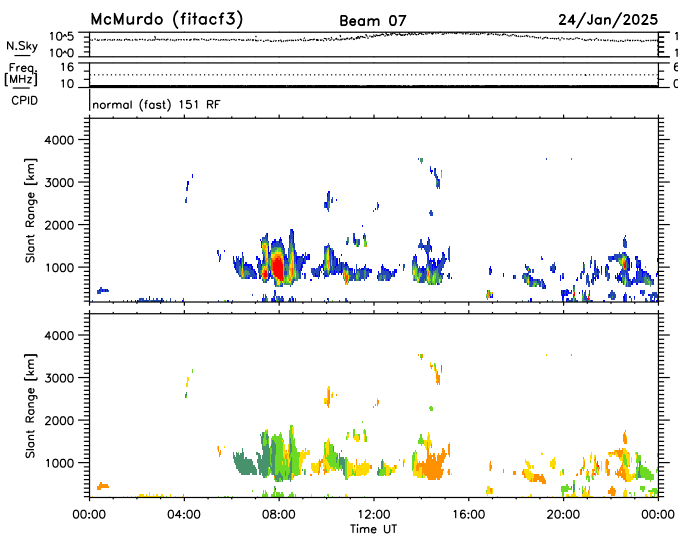 McMurdo (fitacf3) Beam 07 24/Jan/2025
N.Sky 10^5 10^0
Freq. [MHz] 16 10
CPID normal (fast) 151 RF
Slant Range [km] 4000 3000 2000 1000
Slant Range [km] 4000 3000 2000 1000
00:00 04:00 08:00 12:00 16:00 20:00 00:00
Time UT